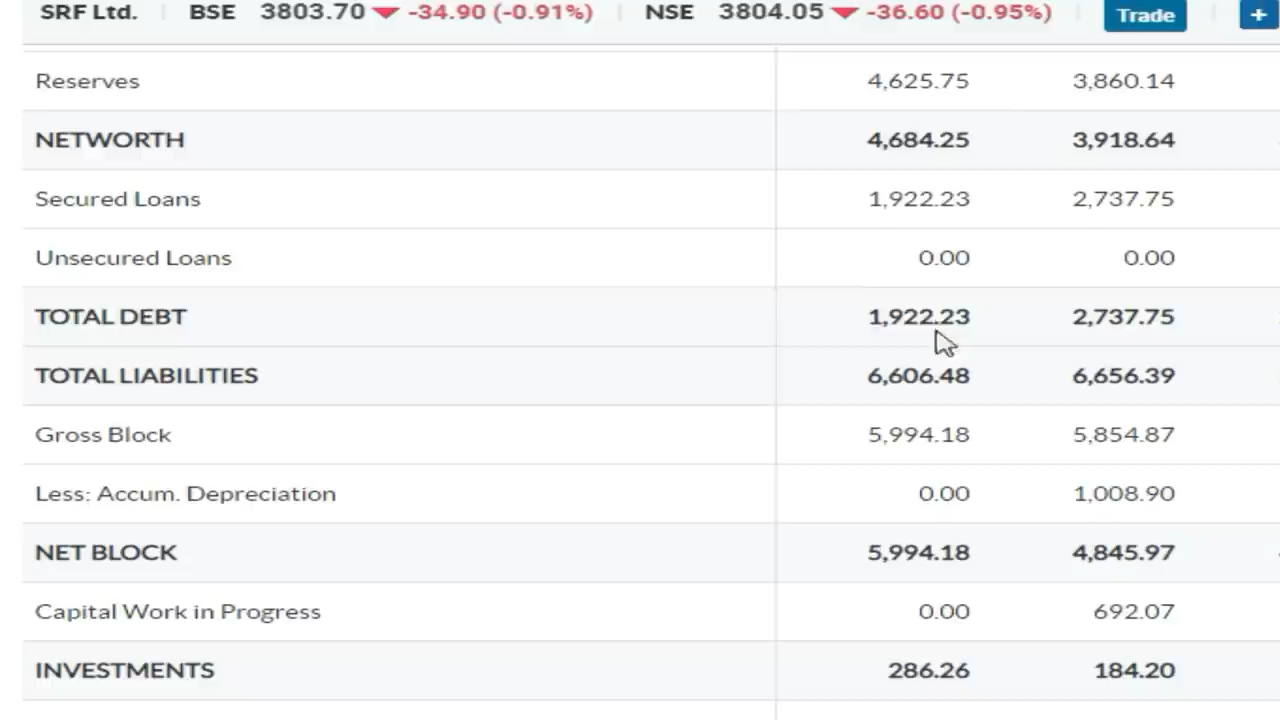 SRF Ltd. BSE 3803.70 -34.90 (-0.91%) NSE 3804.05 -36.60 (-0.95%) Trade +
Reserves 4,625.75 3,860.14
NETWORTH 4,684.25 3,918.64
Secured Loans 1,922.23 2,737.75
Unsecured Loans 0.00 0.00
TOTAL DEBT 1,922.23 2,737.75
TOTAL LIABILITIES 6,606.48 6,656.39
Gross Block 5,994.18 5,854.87
Less: Accum. Depreciation 0.00 1,008.90
NET BLOCK 5,994.18 4,845.97
Capital Work in Progress 0.00 692.07
INVESTMENTS 286.26 184.20